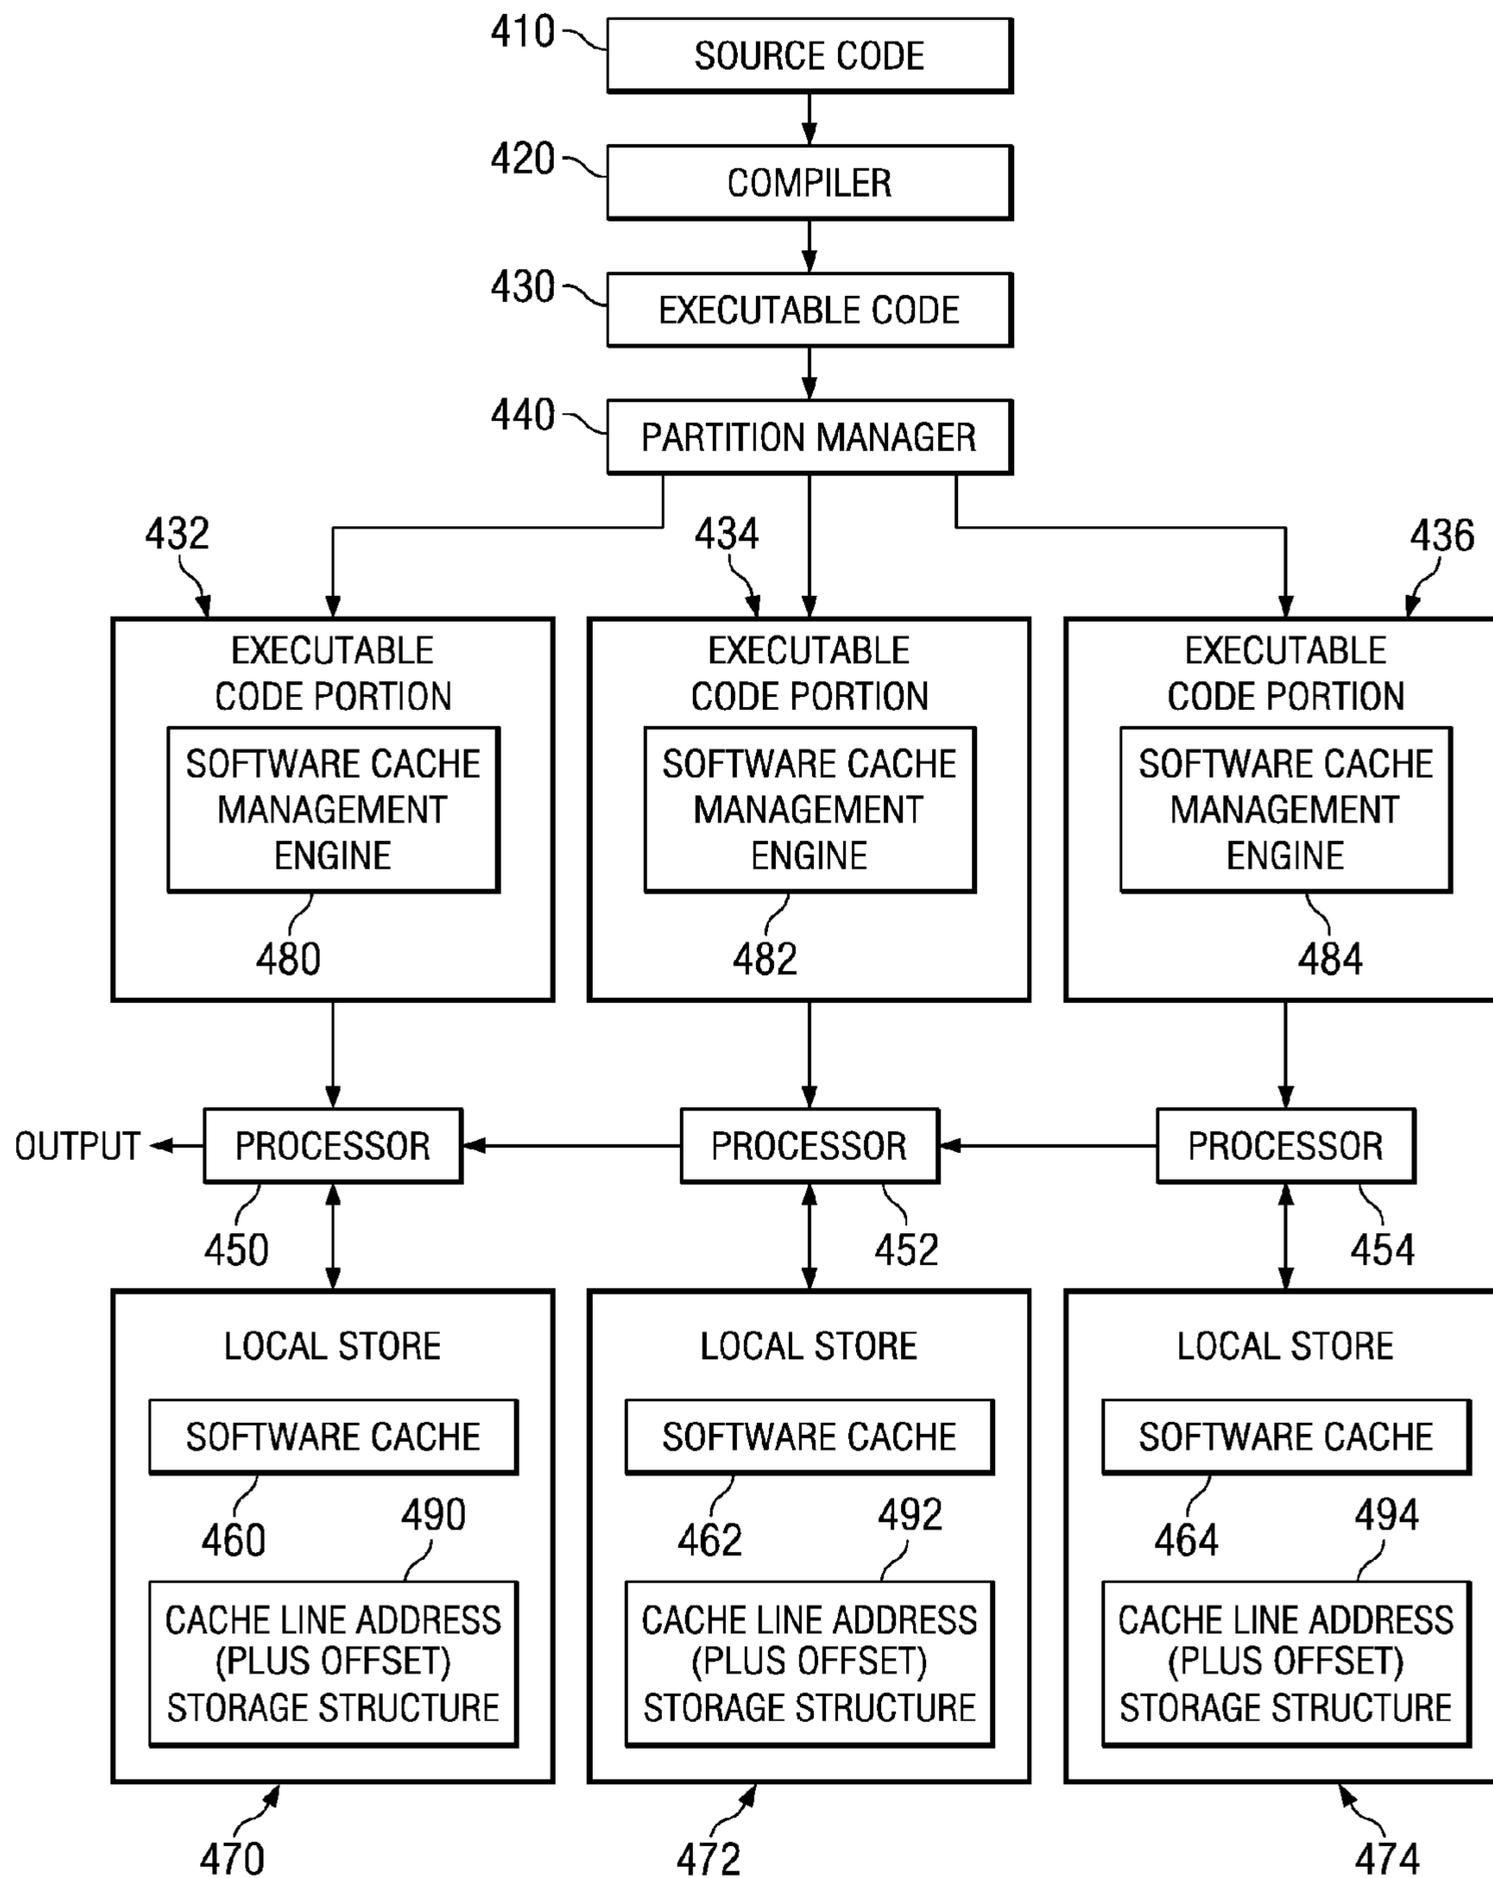 410
SOURCE CODE
420
COMPILER
430
EXECUTABLE CODE
440
PARTITION MANAGER
432
434
436
EXECUTABLE
CODE PORTION
SOFTWARE CACHE
MANAGEMENT
ENGINE
480
EXECUTABLE
CODE PORTION
SOFTWARE CACHE
MANAGEMENT
ENGINE
482
EXECUTABLE
CODE PORTION
SOFTWARE CACHE
MANAGEMENT
ENGINE
484
OUTPUT
PROCESSOR
450
PROCESSOR
452
PROCESSOR
454
LOCAL STORE
SOFTWARE CACHE
460
490
CACHE LINE ADDRESS
(PLUS OFFSET)
STORAGE STRUCTURE
470
LOCAL STORE
SOFTWARE CACHE
462
492
CACHE LINE ADDRESS
(PLUS OFFSET)
STORAGE STRUCTURE
472
LOCAL STORE
SOFTWARE CACHE
464
494
CACHE LINE ADDRESS
(PLUS OFFSET)
STORAGE STRUCTURE
474